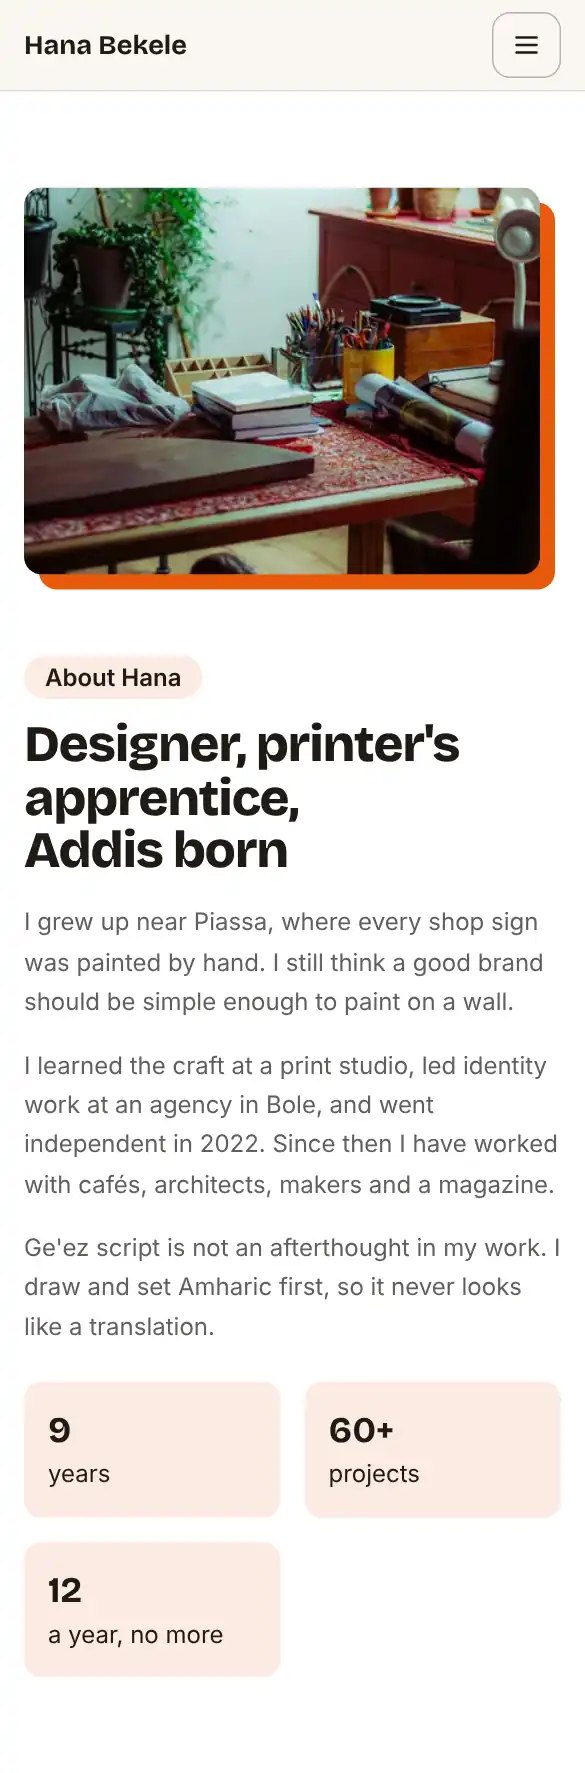 Hana Bekele
About Hana
Designer, printer's
apprentice,
Addis born
I grew up near Piassa, where every shop sign
was painted by hand. I still think a good brand
should be simple enough to paint on a wall.
I learned the craft at a print studio, led identity
work at an agency in Bole, and went
independent in 2022. Since then I have worked
with cafés, architects, makers and a magazine.
Ge'ez script is not an afterthought in my work. I
draw and set Amharic first, so it never looks
like a translation.
9
years
60+
projects
12
a year, no more